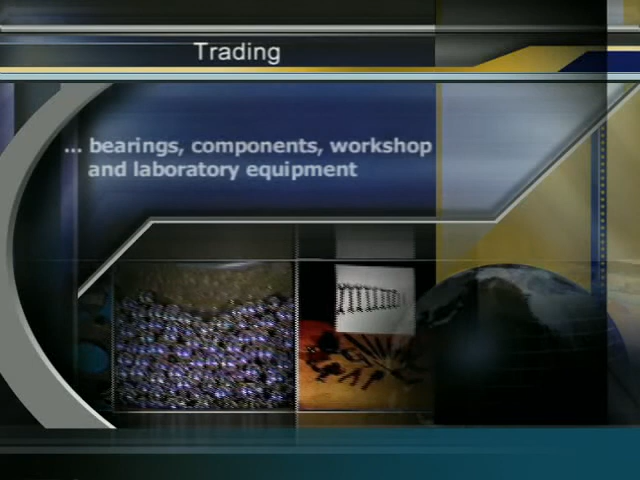 Trading
... bearings, components, workshop
and laboratory equipment